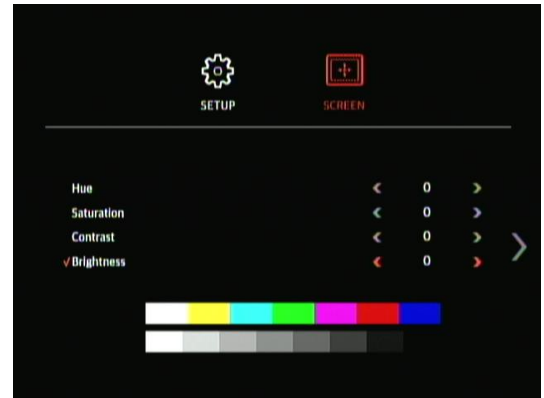 SETUP
SCREEN
Hue < 0 >
Saturation < 0 >
Contrast < 0 >
√Brightness < 0 >